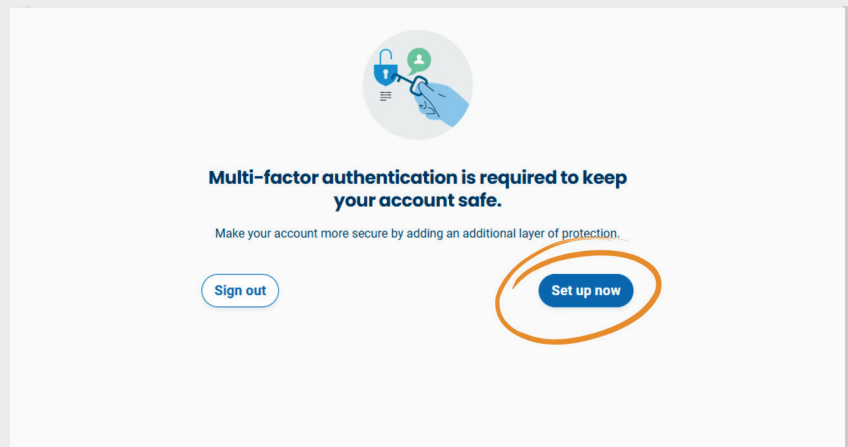 Multi-factor authentication is required to keep
your account safe.
Make your account more secure by adding an additional layer of protection.
Sign out
Set up now